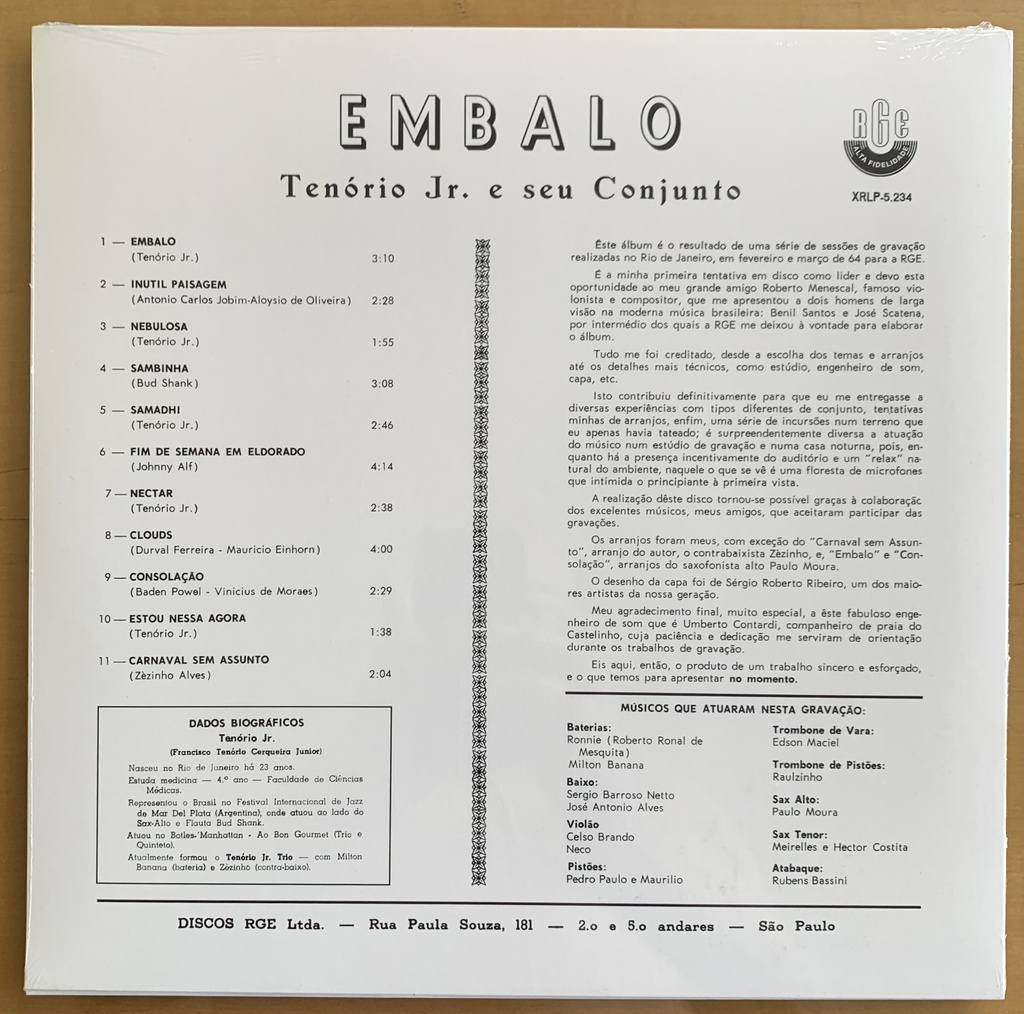 EMBALO
Tenório Jr. e seu Conjunto
RGE
ALTA FIDELIDADE
XRLP-5.234
1 — EMBALO
(Tenório Jr.) 3:10
2 — INUTIL PAISAGEM
(Antonio Carlos Jobim-Aloysio de Oliveira) 2:28
3 — NEBULOSA
(Tenório Jr.) 1:55
4 — SAMBINHA
(Bud Shank) 3:08
5 — SAMADHI
(Tenório Jr.) 2:46
6 — FIM DE SEMANA EM ELDORADO
(Johnny Alf) 4:14
7 — NECTAR
(Tenório Jr.) 2:38
8 — CLOUDS
(Durval Ferreira - Mauricio Einhorn) 4:00
9 — CONSOLAÇÃO
(Baden Powel - Vinicius de Moraes) 2:29
10 — ESTOU NESSA AGORA
(Tenório Jr.) 1:38
11 — CARNAVAL SEM ASSUNTO
(Zèzinho Alves) 2:04
DADOS BIOGRÁFICOS
Tenório Jr.
(Francisco Tenório Cerqueira Junior)
Nasceu no Rio de Janeiro há 23 anos.
Estuda medicina — 4.º ano — Faculdade de Ciências
Médicas.
Representou o Brasil no Festival Internacional de Jazz
de Mar Del Plata (Argentina), onde atuou ao lado do
Sax-Alto e Flauta Bud Shank.
Atuou no Botles-'Manhattan - Ao Bon Gourmet (Trio e
Quinteto).
Atualmente formou o Tenório Jr. Trio — com Milton
Banana (bateria) e Zèzinho (contra-baixo).
Êste álbum é o resultado de uma série de sessões de gravação
realizadas no Rio de Janeiro, em fevereiro e março de 64 para a RGE.
É a minha primeira tentativa em disco como lider e devo esta
oportunidade ao meu grande amigo Roberto Menescal, famoso vio-
lonista e compositor, que me apresentou a dois homens de larga
visão na moderna música brasileira: Benil Santos e José Scatena,
por intermédio dos quais a RGE me deixou à vontade para elaborar
o álbum.
Tudo me foi creditado, desde a escolha dos temas e arranjos
até os detalhes mais técnicos, como estúdio, engenheiro de som,
capa, etc.
Isto contribuiu definitivamente para que eu me entregasse a
diversas experiências com tipos diferentes de conjunto, tentativas
minhas de arranjos, enfim, uma série de incursões num terreno que
eu apenas havia tateado; é surpreendentemente diversa a atuação
do músico num estúdio de gravação e numa casa noturna, pois, en-
quanto há a presença incentivamente do auditório e um "relax" na-
tural do ambiente, naquele o que se vê é uma floresta de microfones
que intimida o principiante à primeira vista.
A realização dêste disco tornou-se possível graças à colaboraçãc
dos excelentes músicos, meus amigos, que aceitaram participar das
gravações.
Os arranjos foram meus, com exceção do "Carnaval sem Assun-
to", arranjo do autor, o contrabaixista Zèzinho, e, "Embalo" e "Con-
solação", arranjos do saxofonista alto Paulo Moura.
O desenho da capa foi de Sérgio Roberto Ribeiro, um dos maio-
res artistas da nossa geração.
Meu agradecimento final, muito especial, a êste fabuloso enge-
nheiro de som que é Umberto Contardi, companheiro de praia do
Castelinho, cuja paciência e dedicação me serviram de orientação
durante os trabalhos de gravação.
Eis aqui, então, o produto de um trabalho sincero e esforçado,
e o que temos para apresentar no momento.
MÚSICOS QUE ATUARAM NESTA GRAVAÇÃO:
Baterias:
Ronnie (Roberto Ronal de
Mesquita)
Milton Banana
Baixo:
Sergio Barroso Netto
José Antonio Alves
Violão
Celso Brando
Neco
Pistões:
Pedro Paulo e Maurilio
Trombone de Vara:
Edson Maciel
Trombone de Pistões:
Raulzinho
Sax Alto:
Paulo Moura
Sax Tenor:
Meirelles e Hector Costita
Atabaque:
Rubens Bassini
DISCOS RGE Ltda. — Rua Paula Souza, 181 — 2.o e 5.o andares — São Paulo